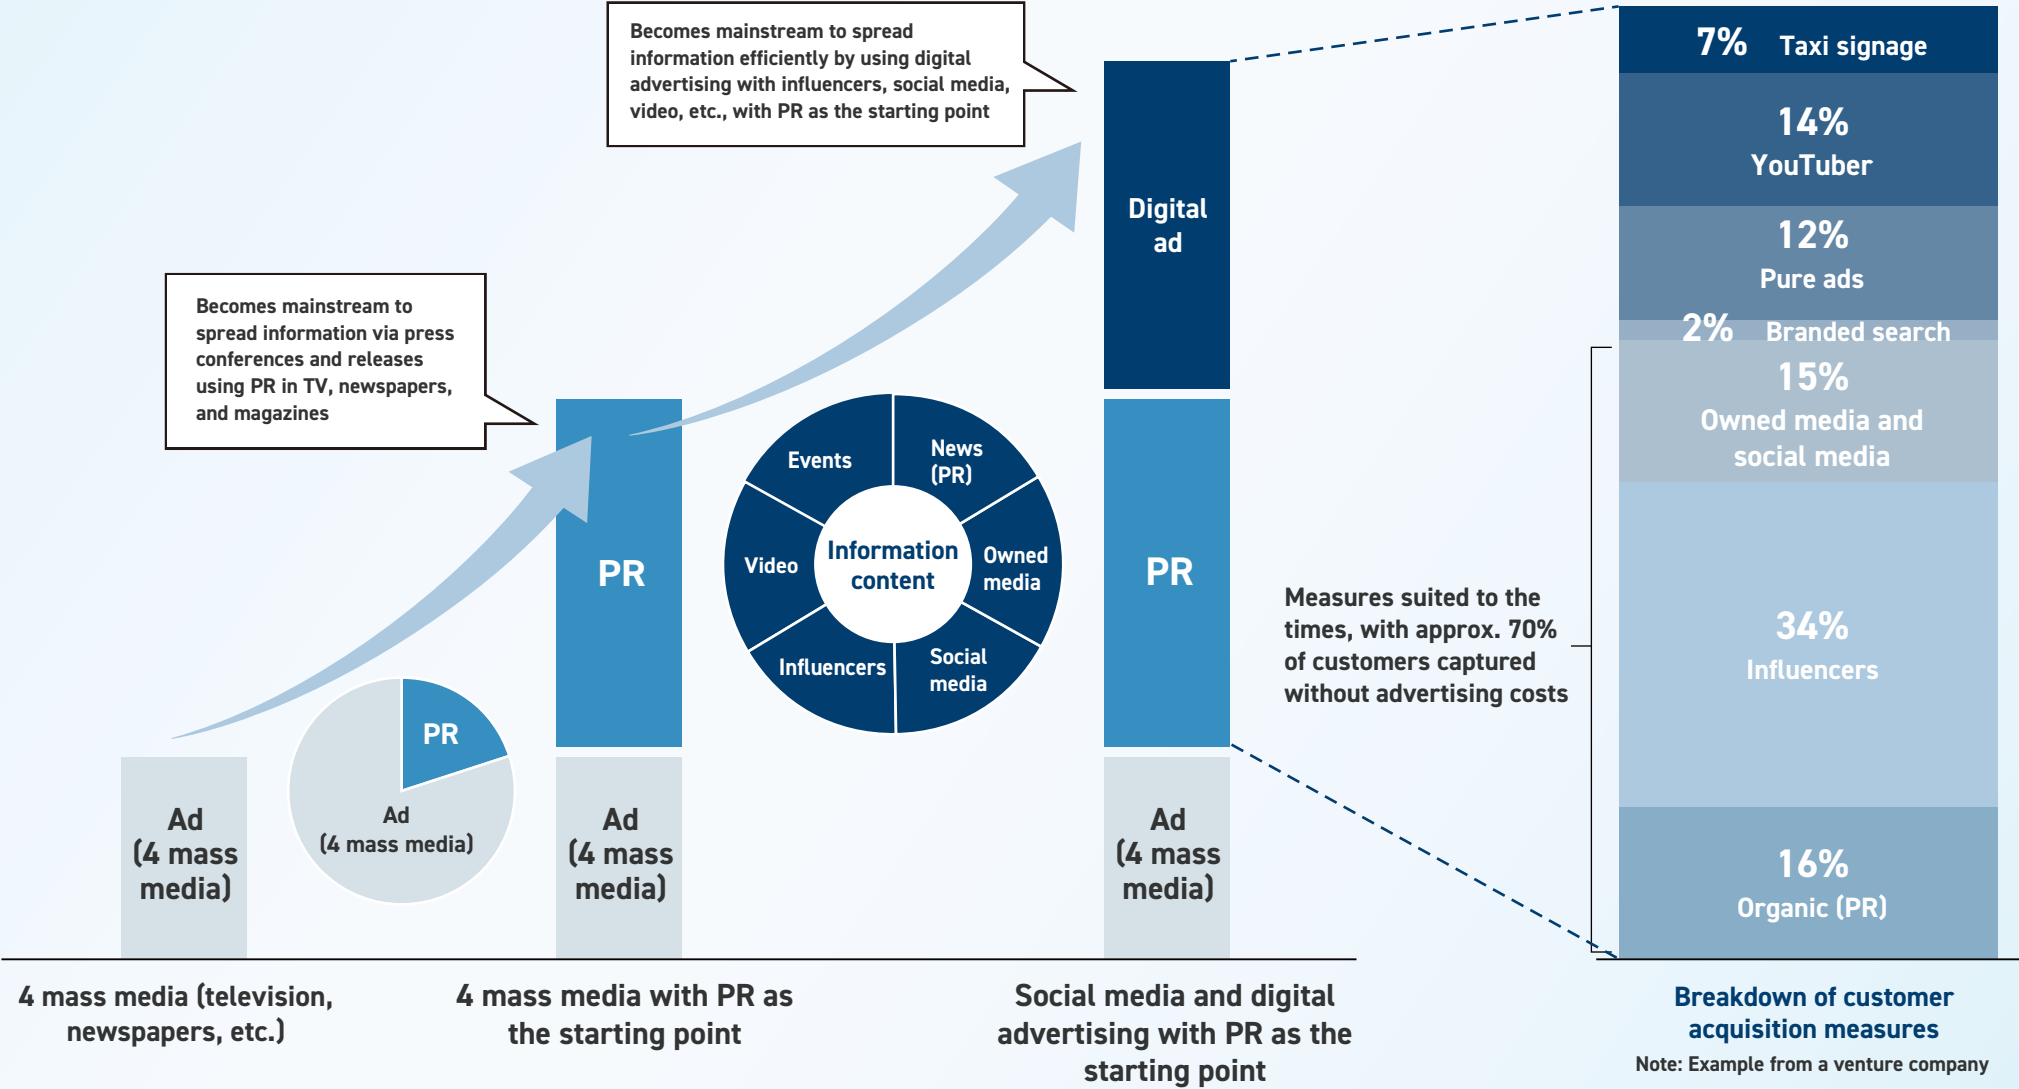 Becomes mainstream to spread
information efficiently by using digital
advertising with influencers, social media,
video, etc., with PR as the starting point
Becomes mainstream to
spread information via press
conferences and releases
using PR in TV, newspapers,
and magazines
Ad
(4 mass
media)
PR
Ad
(4 mass media)
PR
Ad
(4 mass
media)
Events
News
(PR)
Video
Information
content
Owned
media
Influencers
Social
media
Digital
ad
PR
Ad
(4 mass
media)
4 mass media (television,
newspapers, etc.)
4 mass media with PR as
the starting point
Social media and digital
advertising with PR as the
starting point
Measures suited to the
times, with approx. 70%
of customers captured
without advertising costs
7% Taxi signage
14%
YouTuber
12%
Pure ads
2% Branded search
15%
Owned media and
social media
34%
Influencers
16%
Organic (PR)
Breakdown of customer
acquisition measures
Note: Example from a venture company